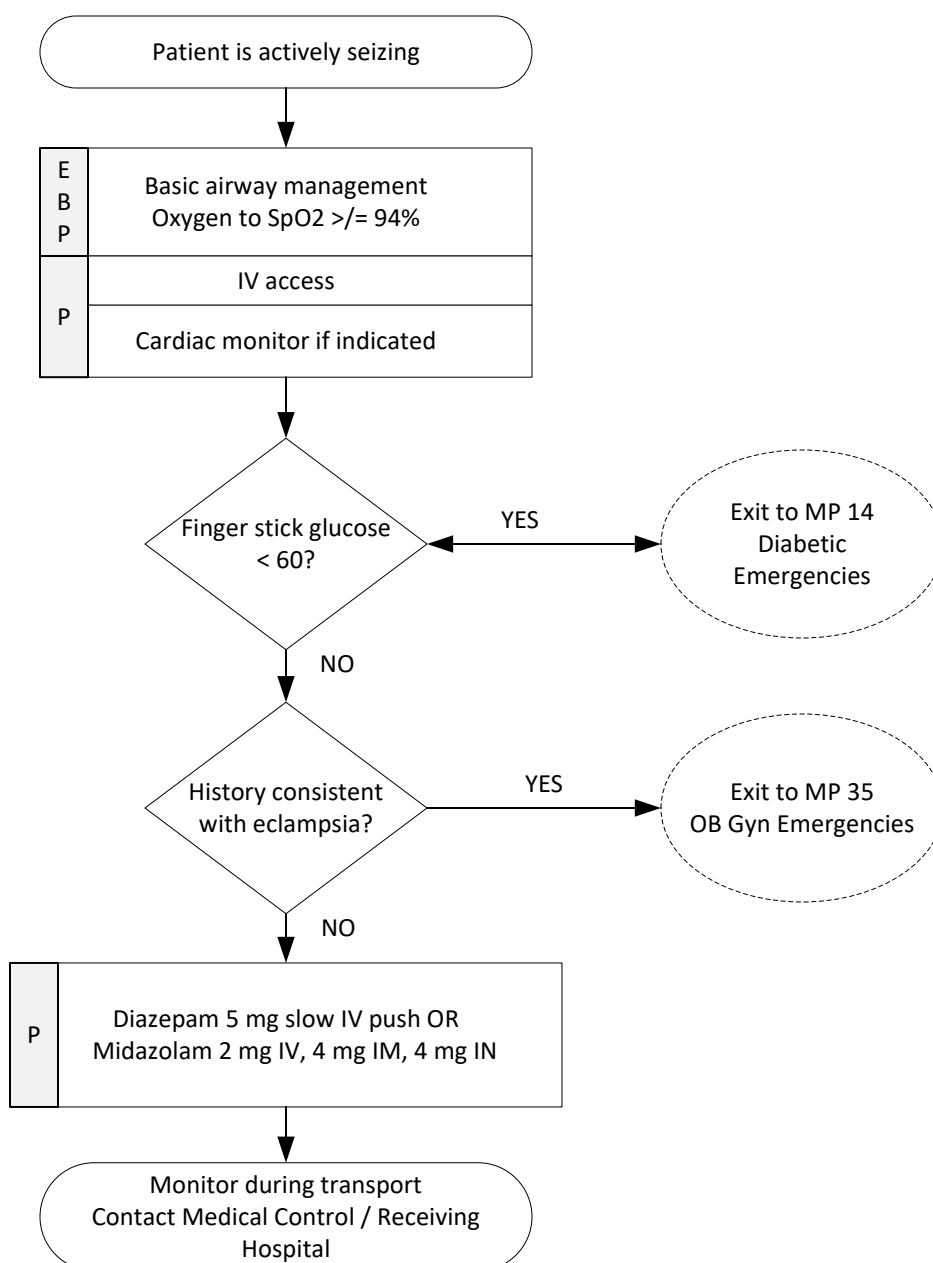 Patient is actively seizing
E
B
P
Basic airway management
Oxygen to SpO2 >/= 94%
P
IV access
Cardiac monitor if indicated
Finger stick glucose
< 60?
YES
Exit to MP 14
Diabetic
Emergencies
NO
History consistent
with eclampsia?
YES
Exit to MP 35
OB Gyn Emergencies
NO
P
Diazepam 5 mg slow IV push OR
Midazolam 2 mg IV, 4 mg IM, 4 mg IN
Monitor during transport
Contact Medical Control / Receiving
Hospital